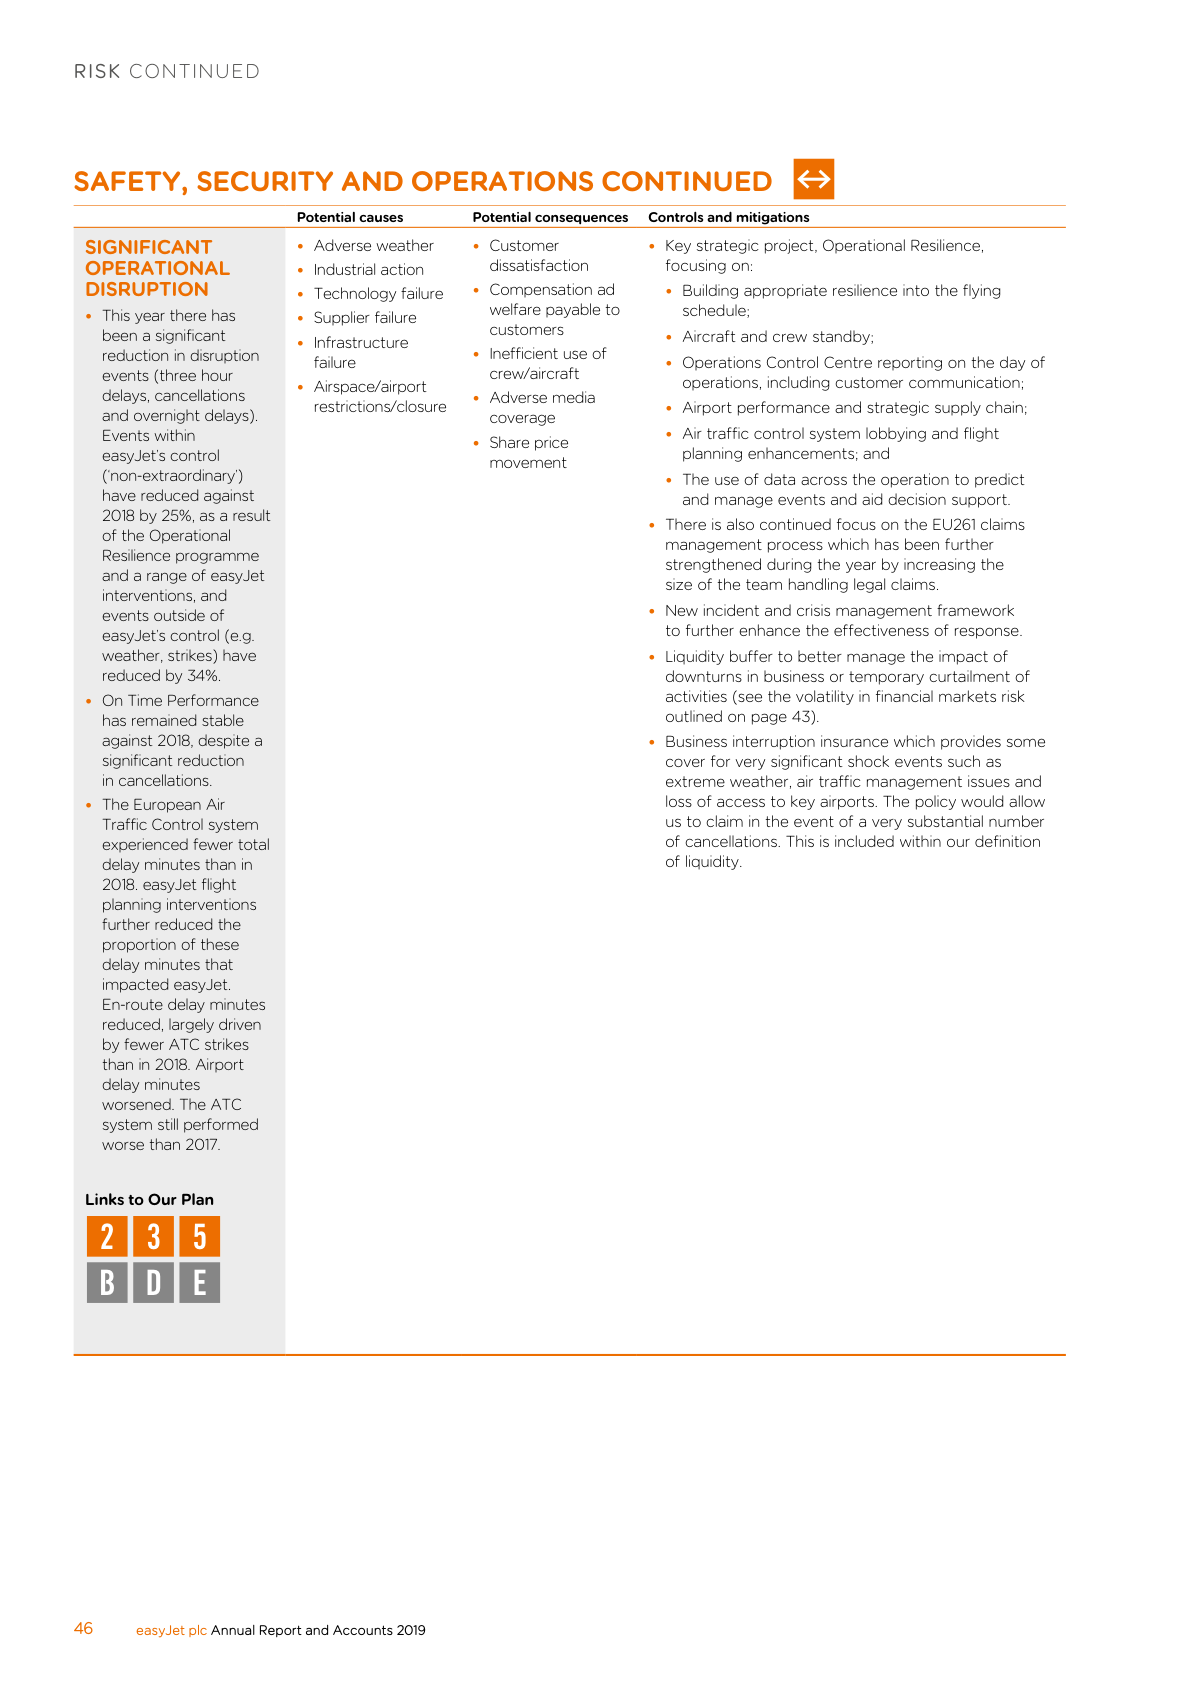 RISK CONTINUED
SAFETY, SECURITY AND OPERATIONS CONTINUED
Potential causes
Potential consequences
Controls and mitigations
SIGNIFICANT
OPERATIONAL
DISRUPTION
• This year there has
been a significant
reduction in disruption
events (three hour
delays, cancellations
and overnight delays).
Events within
easyJet’s control
(‘non-extraordinary’)
have reduced against
2018 by 25%, as a result
of the Operational
Resilience programme
and a range of easyJet
interventions, and
events outside of
easyJet’s control (e.g.
weather, strikes) have
reduced by 34%.
• On Time Performance
has remained stable
against 2018, despite a
significant reduction
in cancellations.
• The European Air
Traffic Control system
experienced fewer total
delay minutes than in
2018. easyJet flight
planning interventions
further reduced the
proportion of these
delay minutes that
impacted easyJet.
En-route delay minutes
reduced, largely driven
by fewer ATC strikes
than in 2018. Airport
delay minutes
worsened. The ATC
system still performed
worse than 2017.
Links to Our Plan
2 3 5
B D E
• Adverse weather
• Industrial action
• Technology failure
• Supplier failure
• Infrastructure
failure
• Airspace/airport
restrictions/closure
• Customer
dissatisfaction
• Compensation ad
welfare payable to
customers
• Inefficient use of
crew/aircraft
• Adverse media
coverage
• Share price
movement
• Key strategic project, Operational Resilience,
focusing on:
• Building appropriate resilience into the flying
schedule;
• Aircraft and crew standby;
• Operations Control Centre reporting on the day of
operations, including customer communication;
• Airport performance and strategic supply chain;
• Air traffic control system lobbying and flight
planning enhancements; and
• The use of data across the operation to predict
and manage events and aid decision support.
• There is also continued focus on the EU261 claims
management process which has been further
strengthened during the year by increasing the
size of the team handling legal claims.
• New incident and crisis management framework
to further enhance the effectiveness of response.
• Liquidity buffer to better manage the impact of
downturns in business or temporary curtailment of
activities (see the volatility in financial markets risk
outlined on page 43).
• Business interruption insurance which provides some
cover for very significant shock events such as
extreme weather, air traffic management issues and
loss of access to key airports. The policy would allow
us to claim in the event of a very substantial number
of cancellations. This is included within our definition
of liquidity.
46 easyJet plc Annual Report and Accounts 2019